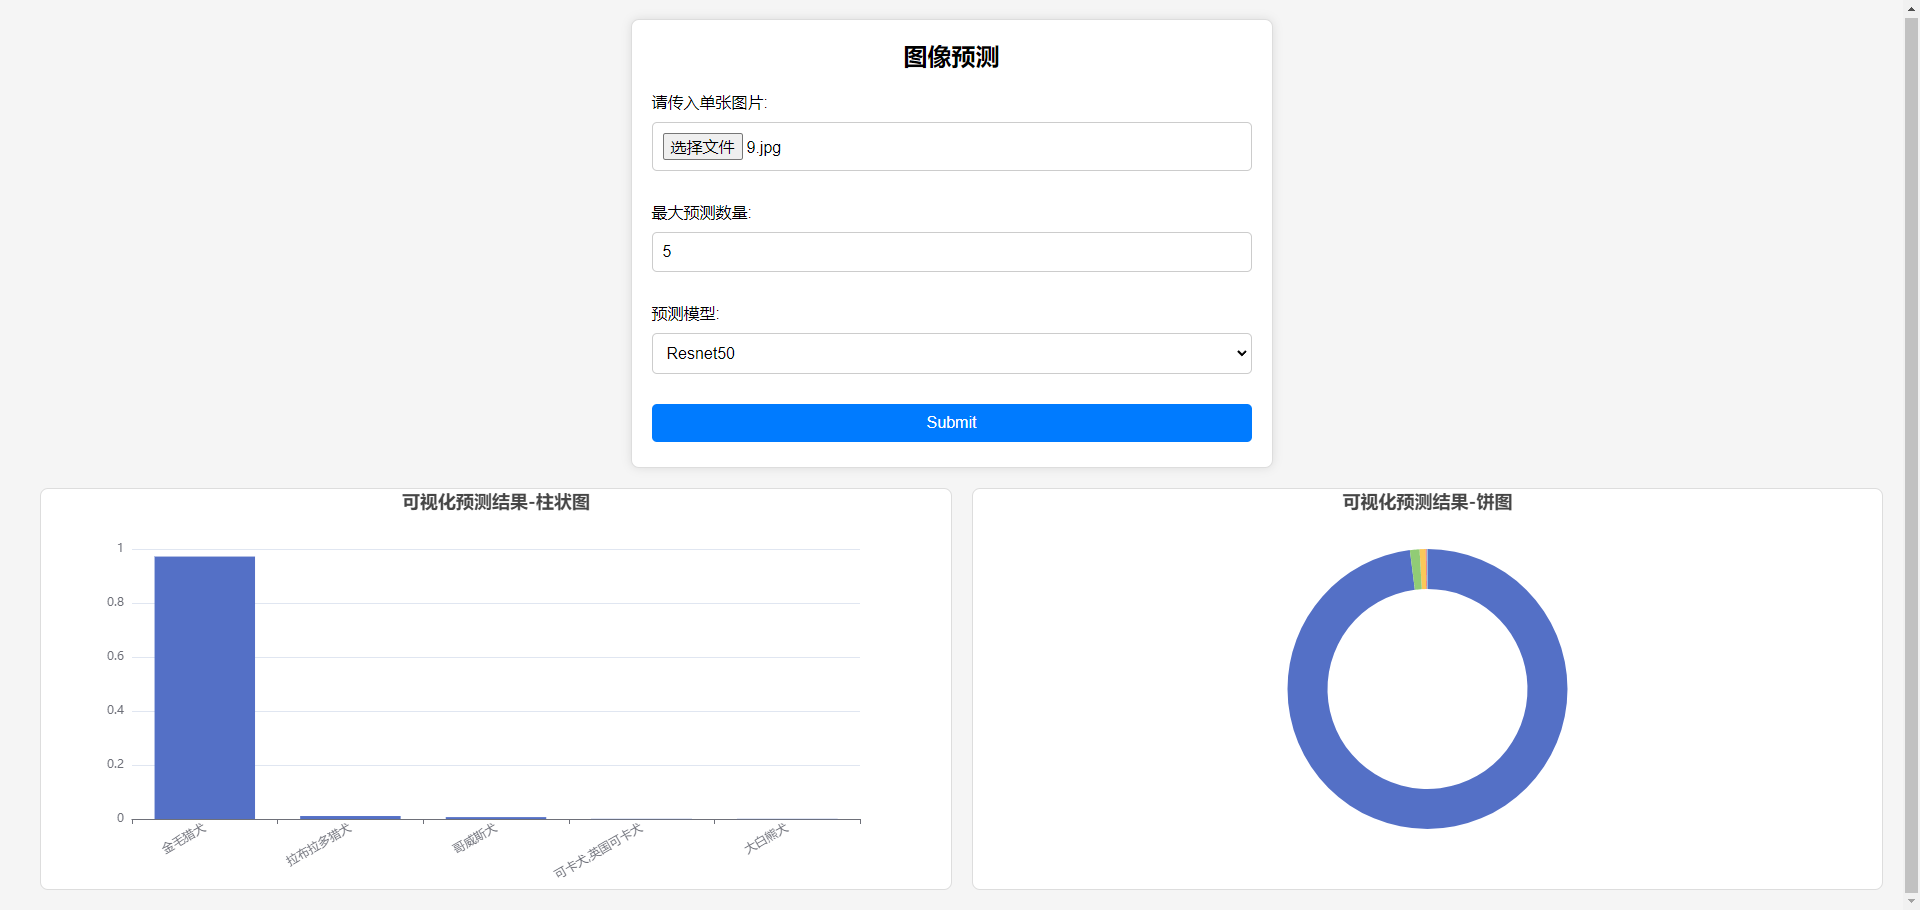 图像预测
请传入单张图片:
选择文件 9.jpg
最大预测数量:
5
预测模型:
Resnet50
Submit
可视化预测结果-柱状图
1
0.8
0.6
0.4
0.2
0
金毛猎犬
拉布拉多猎犬
哥威斯犬
可卡犬,英国可卡犬
大白熊犬
可视化预测结果-饼图